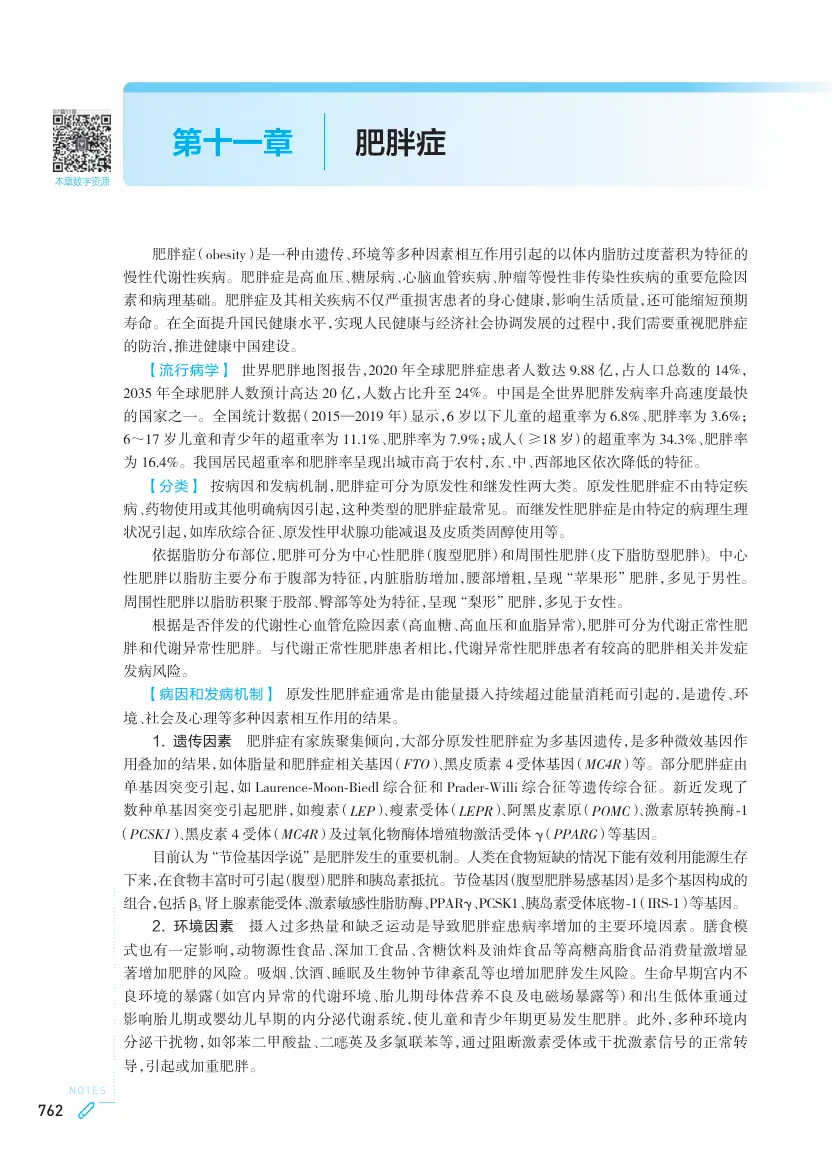 本章数字资源
第十一章
肥胖症
肥胖症（obesity）是一种由遗传、环境等多种因素相互作用引起的以体内脂肪过度蓄积为特征的
慢性代谢性疾病。肥胖症是高血压、糖尿病、心脑血管疾病、肿瘤等慢性非传染性疾病的重要危险因
素和病理基础。肥胖症及其相关疾病不仅严重损害患者的身心健康，影响生活质量，还可能缩短预期
寿命。在全面提升国民健康水平，实现人民健康与经济社会协调发展的过程中，我们需要重视肥胖症
的防治，推进健康中国建设。
【流行病学】 世界肥胖地图报告，2020 年全球肥胖症患者人数达 9.88 亿，占人口总数的 14%，
2035 年全球肥胖人数预计高达 20 亿，人数占比升至 24%。中国是全世界肥胖发病率升高速度最快
的国家之一。全国统计数据（2015—2019 年）显示，6 岁以下儿童的超重率为 6.8%、肥胖率为 3.6%；
6～17 岁儿童和青少年的超重率为 11.1%、肥胖率为 7.9%；成人（≥18 岁）的超重率为 34.3%、肥胖率
为 16.4%。我国居民超重率和肥胖率呈现出城市高于农村，东、中、西部地区依次降低的特征。
【分类】 按病因和发病机制，肥胖症可分为原发性和继发性两大类。原发性肥胖症不由特定疾
病、药物使用或其他明确病因引起，这种类型的肥胖症最常见。而继发性肥胖症是由特定的病理生理
状况引起，如库欣综合征、原发性甲状腺功能减退及皮质类固醇使用等。
依据脂肪分布部位，肥胖可分为中心性肥胖（腹型肥胖）和周围性肥胖（皮下脂肪型肥胖）。中心
性肥胖以脂肪主要分布于腹部为特征，内脏脂肪增加，腰部增粗，呈现“苹果形”肥胖，多见于男性。
周围性肥胖以脂肪积聚于股部、臀部等处为特征，呈现“梨形”肥胖，多见于女性。
根据是否伴发的代谢性心血管危险因素（高血糖、高血压和血脂异常），肥胖可分为代谢正常性肥
胖和代谢异常性肥胖。与代谢正常性肥胖患者相比，代谢异常性肥胖患者有较高的肥胖相关并发症
发病风险。
【病因和发病机制】 原发性肥胖症通常是由能量摄入持续超过能量消耗而引起的，是遗传、环
境、社会及心理等多种因素相互作用的结果。
1. 遗传因素 肥胖症有家族聚集倾向，大部分原发性肥胖症为多基因遗传，是多种微效基因作
用叠加的结果，如体脂量和肥胖症相关基因（FTO）、黑皮质素 4 受体基因（MC4R）等。部分肥胖症由
单基因突变引起，如 Laurence-Moon-Biedl 综合征和 Prader-Willi 综合征等遗传综合征。新近发现了
数种单基因突变引起肥胖，如瘦素（LEP）、瘦素受体（LEPR）、阿黑皮素原（POMC）、激素原转换酶-1
（PCSK1）、黑皮素 4 受体（MC4R）及过氧化物酶体增殖物激活受体 γ（PPARG）等基因。
目前认为“节俭基因学说”是肥胖发生的重要机制。人类在食物短缺的情况下能有效利用能源生存
下来，在食物丰富时可引起（腹型）肥胖和胰岛素抵抗。节俭基因（腹型肥胖易感基因）是多个基因构成的
组合，包括 β₃ 肾上腺素能受体、激素敏感性脂肪酶、PPARγ、PCSK1、胰岛素受体底物-1（IRS-1）等基因。
2. 环境因素 摄入过多热量和缺乏运动是导致肥胖症患病率增加的主要环境因素。膳食模
式也有一定影响，动物源性食品、深加工食品、含糖饮料及油炸食品等高糖高脂食品消费量激增显
著增加肥胖的风险。吸烟、饮酒、睡眠及生物钟节律紊乱等也增加肥胖发生风险。生命早期宫内不
良环境的暴露（如宫内异常的代谢环境、胎儿期母体营养不良及电磁场暴露等）和出生低体重通过
影响胎儿期或婴幼儿早期的内分泌代谢系统，使儿童和青少年期更易发生肥胖。此外，多种环境内
分泌干扰物，如邻苯二甲酸盐、二噁英及多氯联苯等，通过阻断激素受体或干扰激素信号的正常转
导，引起或加重肥胖。
NOTES
762